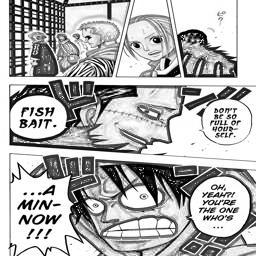 DON'T
BE SO
FULL OF
YOUR-
SELF,
FISH
BAIT.
OH,
YEAH?!
YOU'RE
THE ONE
WHO'S...
...A
MIN-
NOW
!!!